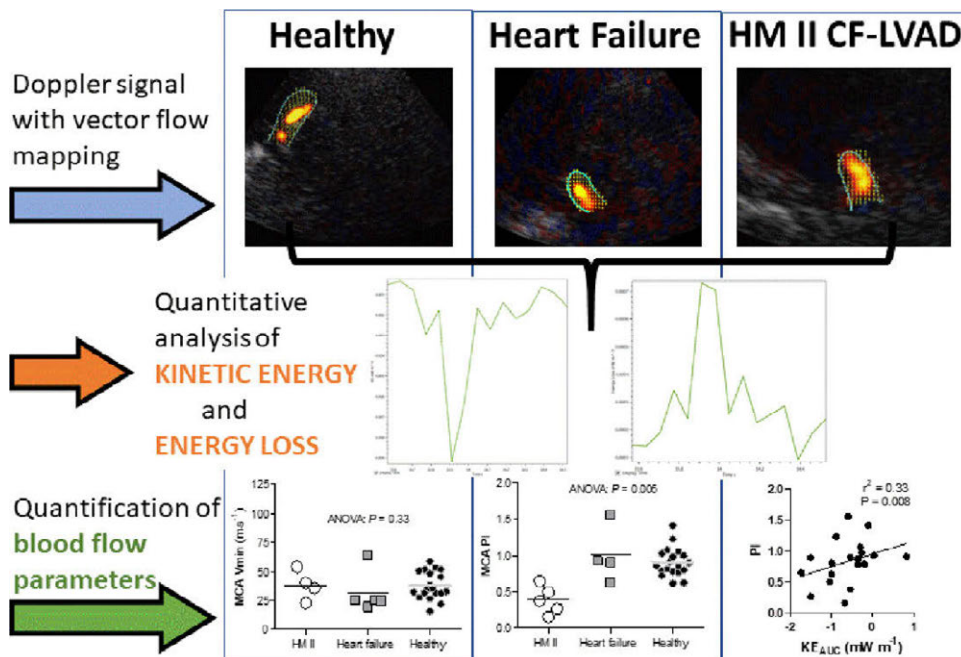 Healthy
Heart Failure
HM II CF-LVAD
Doppler signal
with vector flow
mapping
Quantitative
analysis of
KINETIC ENERGY
and
ENERGY LOSS
Quantification of
blood flow
parameters
MCA Vmin (ms⁻¹)
125
100
75
50
25
0
ANOVA: P = 0.33
HM II
Heart failure
Healthy
MCA PI
2.0
1.5
1.0
0.5
0.0
ANOVA: P = 0.005
HM II
Heart failure
Healthy
r² = 0.33
P = 0.008
PI
2.0
1.5
1.0
0.5
0.0
-2
-1
0
1
KE_AUC (mW m⁻¹)